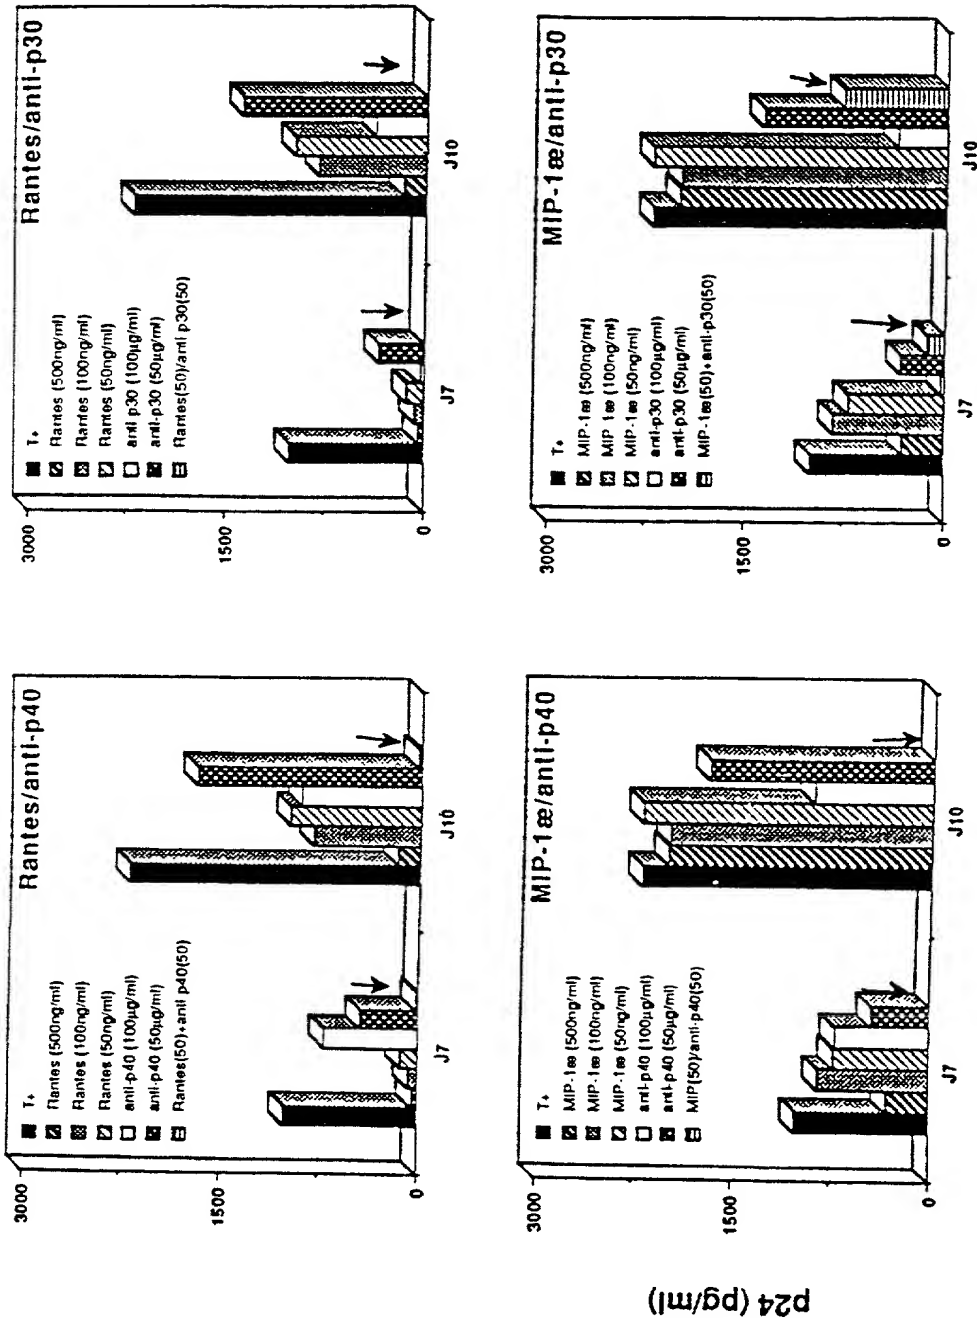 p24 (pg/ml)
Rantes/anti-p40
T+
Rantes (500ng/ml)
Rantes (100ng/ml)
Rantes (50ng/ml)
anti-p40 (100µg/ml)
anti-p40 (50µg/ml)
Rantes(50)+anti p40(50)
3000
1500
0
J7
J10
Rantes/anti-p30
T+
Rantes (500ng/ml)
Rantes (100ng/ml)
Rantes (50ng/ml)
anti p30 (100µg/ml)
anti-p30 (50µg/ml)
Rantes(50)/anti p30(50)
3000
1500
0
J7
J10
MIP-1æ/anti-p40
T+
MIP-1æ (500ng/ml)
MIP-1æ (100ng/ml)
MIP-1æ (50ng/ml)
anti-p40 (100µg/ml)
anti-p40 (50µg/ml)
MIP(50)/anti-p40(50)
3000
1500
0
J7
J10
MIP-1æ/anti-p30
T+
MIP-1æ (500ng/ml)
MIP 1æ (100ng/ml)
MIP-1æ (50ng/ml)
anti-p30 (100µg/ml)
anti-p30 (50µg/ml)
MIP-1æ(50)+anti-p30(50)
3000
1500
0
J7
J10